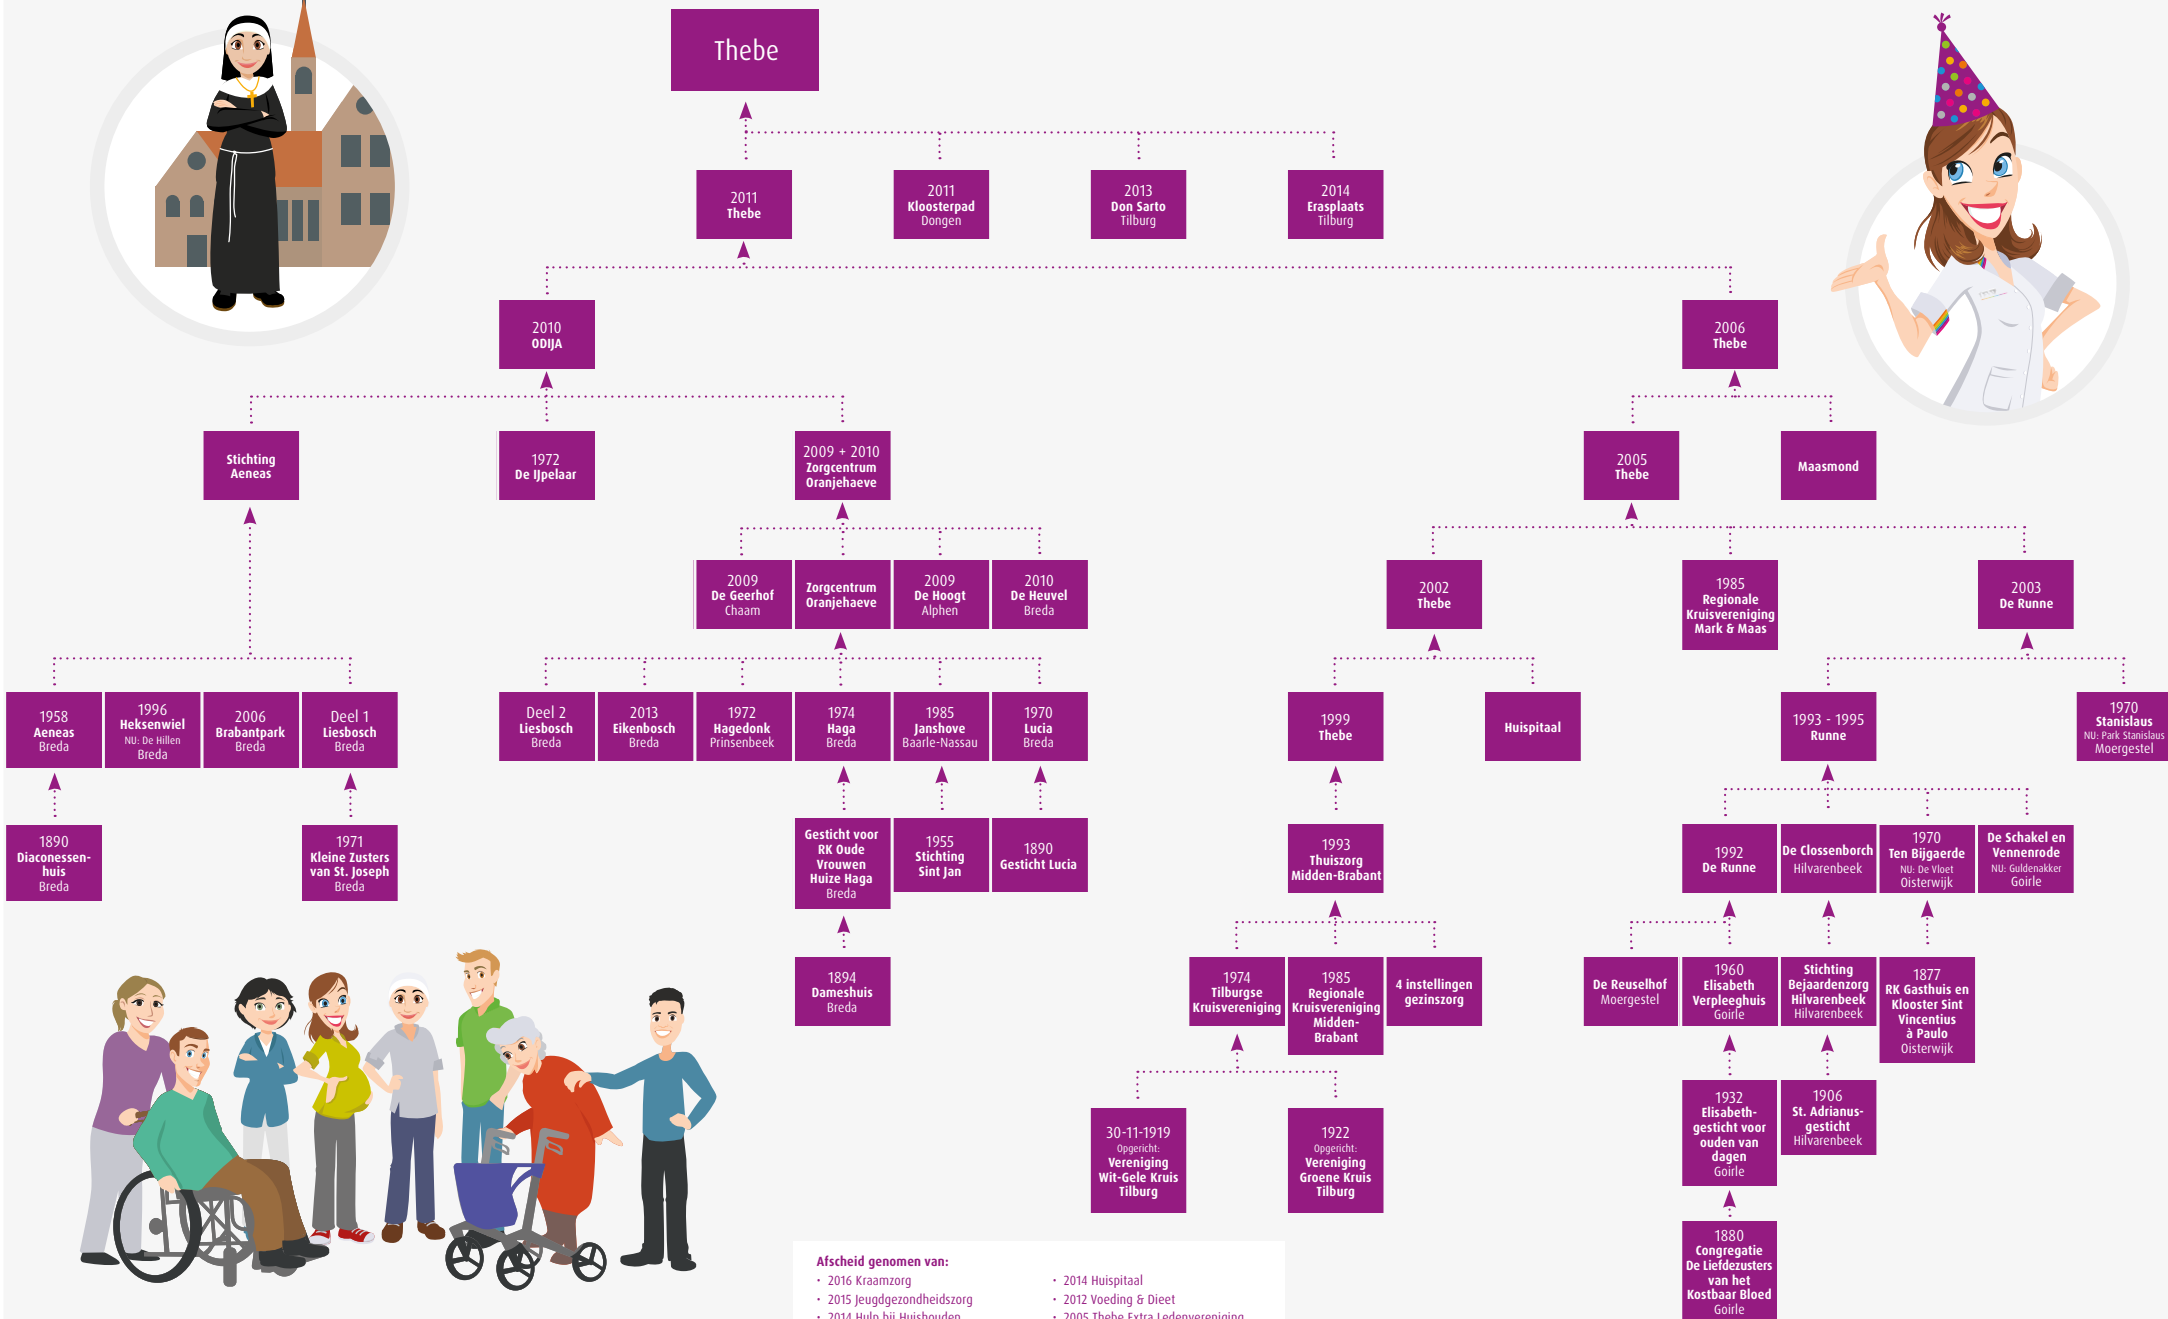 Thebe
2011
Thebe
2011
Kloosterpad
Dongen
2013
Don Sarto
Tilburg
2014
Erasplaats
Tilburg
2010
ODIJA
2006
Thebe
Stichting
Aeneas
1972
De IJpelaar
2009 + 2010
Zorgcentrum
Oranjehaeve
2005
Thebe
Maasmond
2009
De Geerhof
Chaam
Zorgcentrum
Oranjehaeve
2009
De Hoogt
Alphen
2010
De Heuvel
Breda
2002
Thebe
1985
Regionale
Kruisvereniging
Mark & Maas
2003
De Runne
1958
Aeneas
Breda
1996
Heksenwiel
NU: De Hillen
Breda
2006
Brabantpark
Breda
Deel 1
Liesbosch
Breda
Deel 2
Liesbosch
Breda
2013
Eikenbosch
Breda
1972
Hagedonk
Prinsenbeek
1974
Haga
Breda
1985
Janshove
Baarle-Nassau
1970
Lucia
Breda
1999
Thebe
Huispitaal
1993 - 1995
Runne
1970
Stanislaus
NU: Park Stanislaus
Moergestel
1890
Diaconessen-
huis
Breda
1971
Kleine Zusters
van St. Joseph
Breda
Gesticht voor
RK Oude
Vrouwen
Huize Haga
Breda
1955
Stichting
Sint Jan
1890
Gesticht Lucia
1993
Thuiszorg
Midden-Brabant
1992
De Runne
De Clossenborch
Hilvarenbeek
1970
Ten Bijgaerde
NU: De Vloet
Oisterwijk
De Schakel en
Vennenrode
NU: Guldenakker
Goirle
1894
Dameshuis
Breda
1974
Tilburgse
Kruisvereniging
1985
Regionale
Kruisvereniging
Midden-
Brabant
4 instellingen
gezinszorg
De Reuselhof
Moergestel
1960
Elisabeth
Verpleeghuis
Goirle
Stichting
Bejaardenzorg
Hilvarenbeek
Hilvarenbeek
1877
RK Gasthuis en
Klooster Sint
Vincentius
à Paulo
Oisterwijk
30-11-1919
Opgericht:
Vereniging
Wit-Gele Kruis
Tilburg
1922
Opgericht:
Vereniging
Groene Kruis
Tilburg
1932
Elisabeth-
gesticht voor
ouden van
dagen
Goirle
1906
St. Adrianus-
gesticht
Hilvarenbeek
1880
Congregatie
De Liefdezusters
van het
Kostbaar Bloed
Goirle
Afscheid genomen van:
• 2016 Kraamzorg
• 2015 Jeugdgezondheidszorg
• 2014 Hulp bij Huishouden
• 2014 Huispitaal
• 2012 Voeding & Dieet
• 2005 Thebe Extra Ledenvereniging